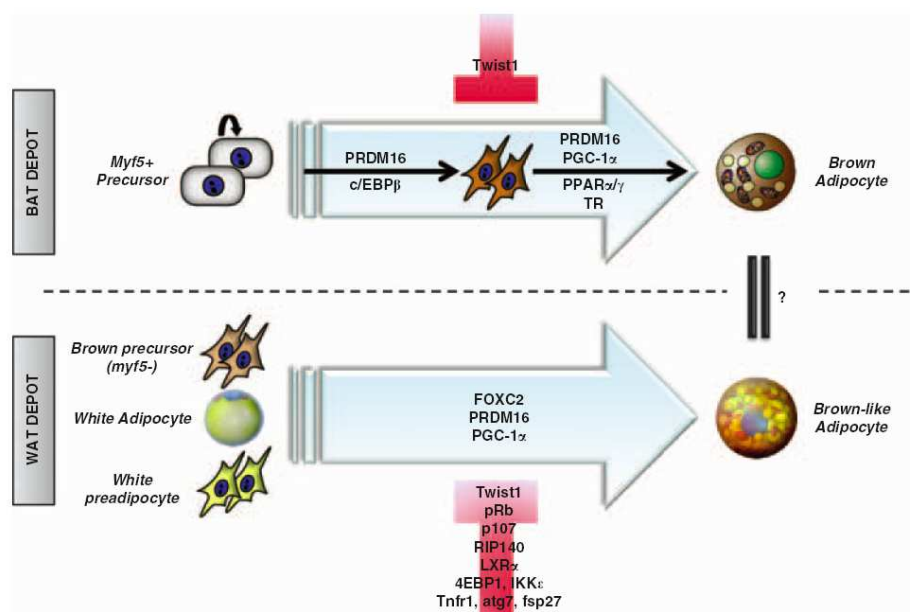 Twist1
BAT DEPOT
Myf5+
Precursor
PRDM16
c/EBPβ
PRDM16
PGC-1α
PPARα/γ
TR
Brown
Adipocyte
?
WAT DEPOT
Brown precursor
(myf5-)
White Adipocyte
White
preadipocyte
FOXC2
PRDM16
PGC-1α
Brown-like
Adipocyte
Twist1
pRb
p107
RIP140
LXRα
4EBP1, IKKε
Tnfr1, atg7, fsp27